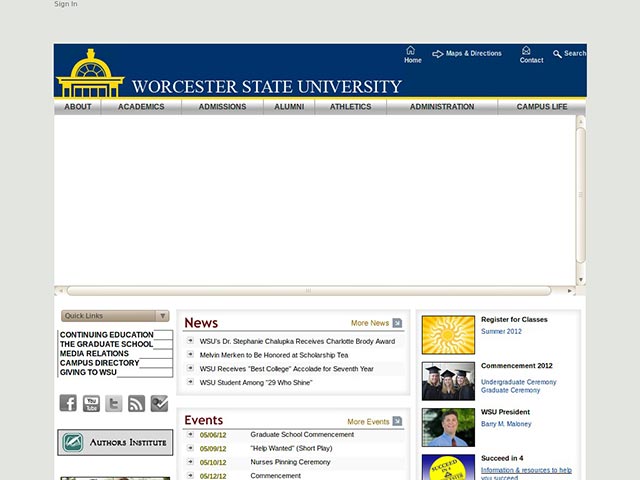 Sign In
Home
Maps & Directions
Contact
Search
WORCESTER STATE UNIVERSITY
ABOUT ACADEMICS ADMISSIONS ALUMNI ATHLETICS ADMINISTRATION CAMPUS LIFE
Quick Links
CONTINUING EDUCATION
THE GRADUATE SCHOOL
MEDIA RELATIONS
CAMPUS DIRECTORY
GIVING TO WSU
You Tube
AUTHORS INSTITUTE
News
More News
WSU's Dr. Stephanie Chalupka Receives Charlotte Brody Award
Melvin Merken to Be Honored at Scholarship Tea
WSU Receives "Best College" Accolade for Seventh Year
WSU Student Among "29 Who Shine"
Events
More Events
05/06/12 Graduate School Commencement
05/09/12 "Help Wanted" (Short Play)
05/10/12 Nurses Pinning Ceremony
05/12/12 Commencement
Register for Classes
Summer 2012
Commencement 2012
Undergraduate Ceremony
Graduate Ceremony
WSU President
Barry M. Maloney
SUCCEED
IN 4
Succeed in 4
Information & resources to help
you succeed